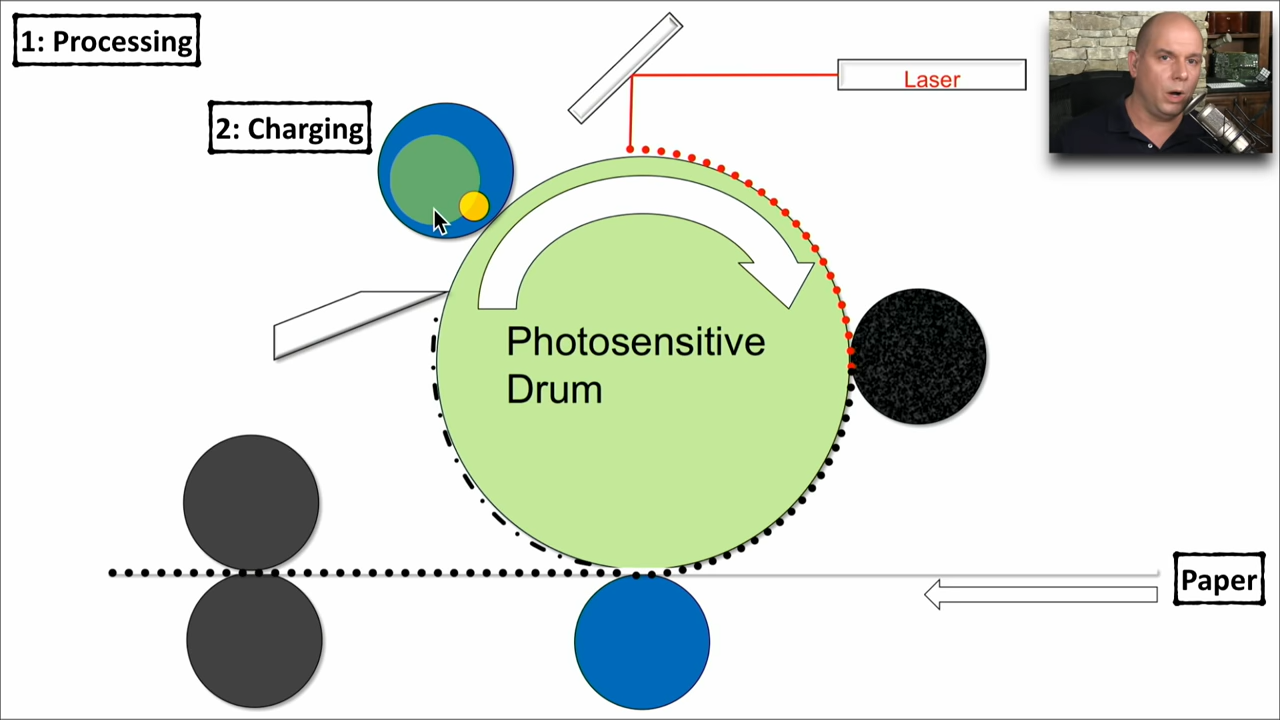 1: Processing
2: Charging
Laser
Photosensitive
Drum
Paper